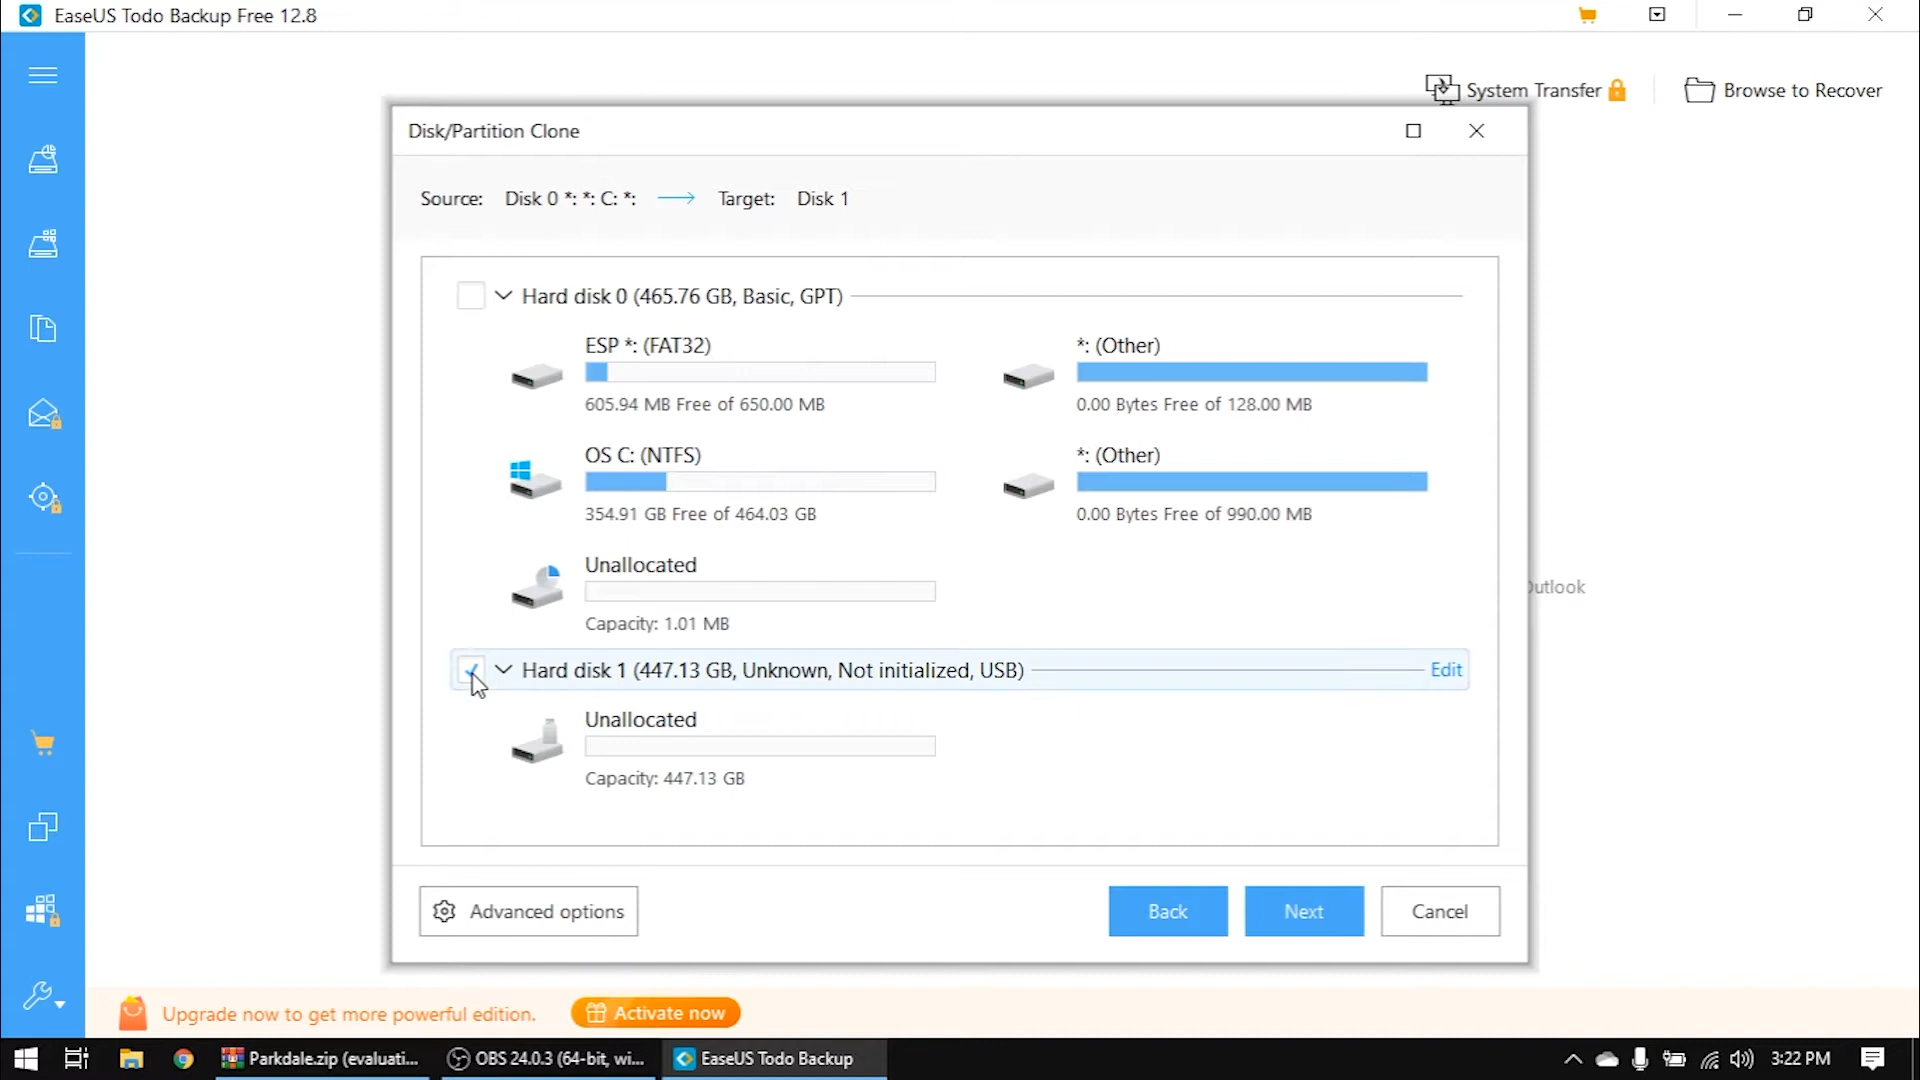 EaseUS Todo Backup Free 12.8
System Transfer
Browse to Recover
Disk/Partition Clone
Source: Disk 0 *: *: C: *: Target: Disk 1
Hard disk 0 (465.76 GB, Basic, GPT)
ESP *: (FAT32)
605.94 MB Free of 650.00 MB
*: (Other)
0.00 Bytes Free of 128.00 MB
OS C: (NTFS)
354.91 GB Free of 464.03 GB
*: (Other)
0.00 Bytes Free of 990.00 MB
Unallocated
Capacity: 1.01 MB
Outlook
Hard disk 1 (447.13 GB, Unknown, Not initialized, USB) Edit
Unallocated
Capacity: 447.13 GB
Advanced options
Back
Next
Cancel
Upgrade now to get more powerful edition.
Activate now
Parkdale.zip (evaluati...
OBS 24.0.3 (64-bit, wi...
EaseUS Todo Backup
3:22 PM